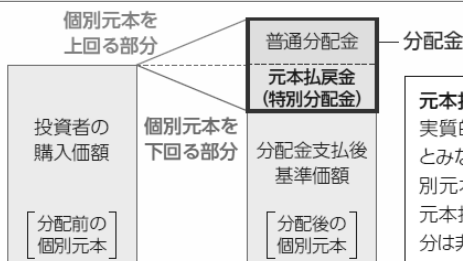 個別元本を
上回る部分
普通分配金
分配金
元本払戻金
(特別分配金)
投資者の
購入価額
個別元本を
下回る部分
分配金支払後
基準価額
分配前の
個別元本
分配後の
個別元本
元本
実質的
とみな
別元本
元本払
分は非